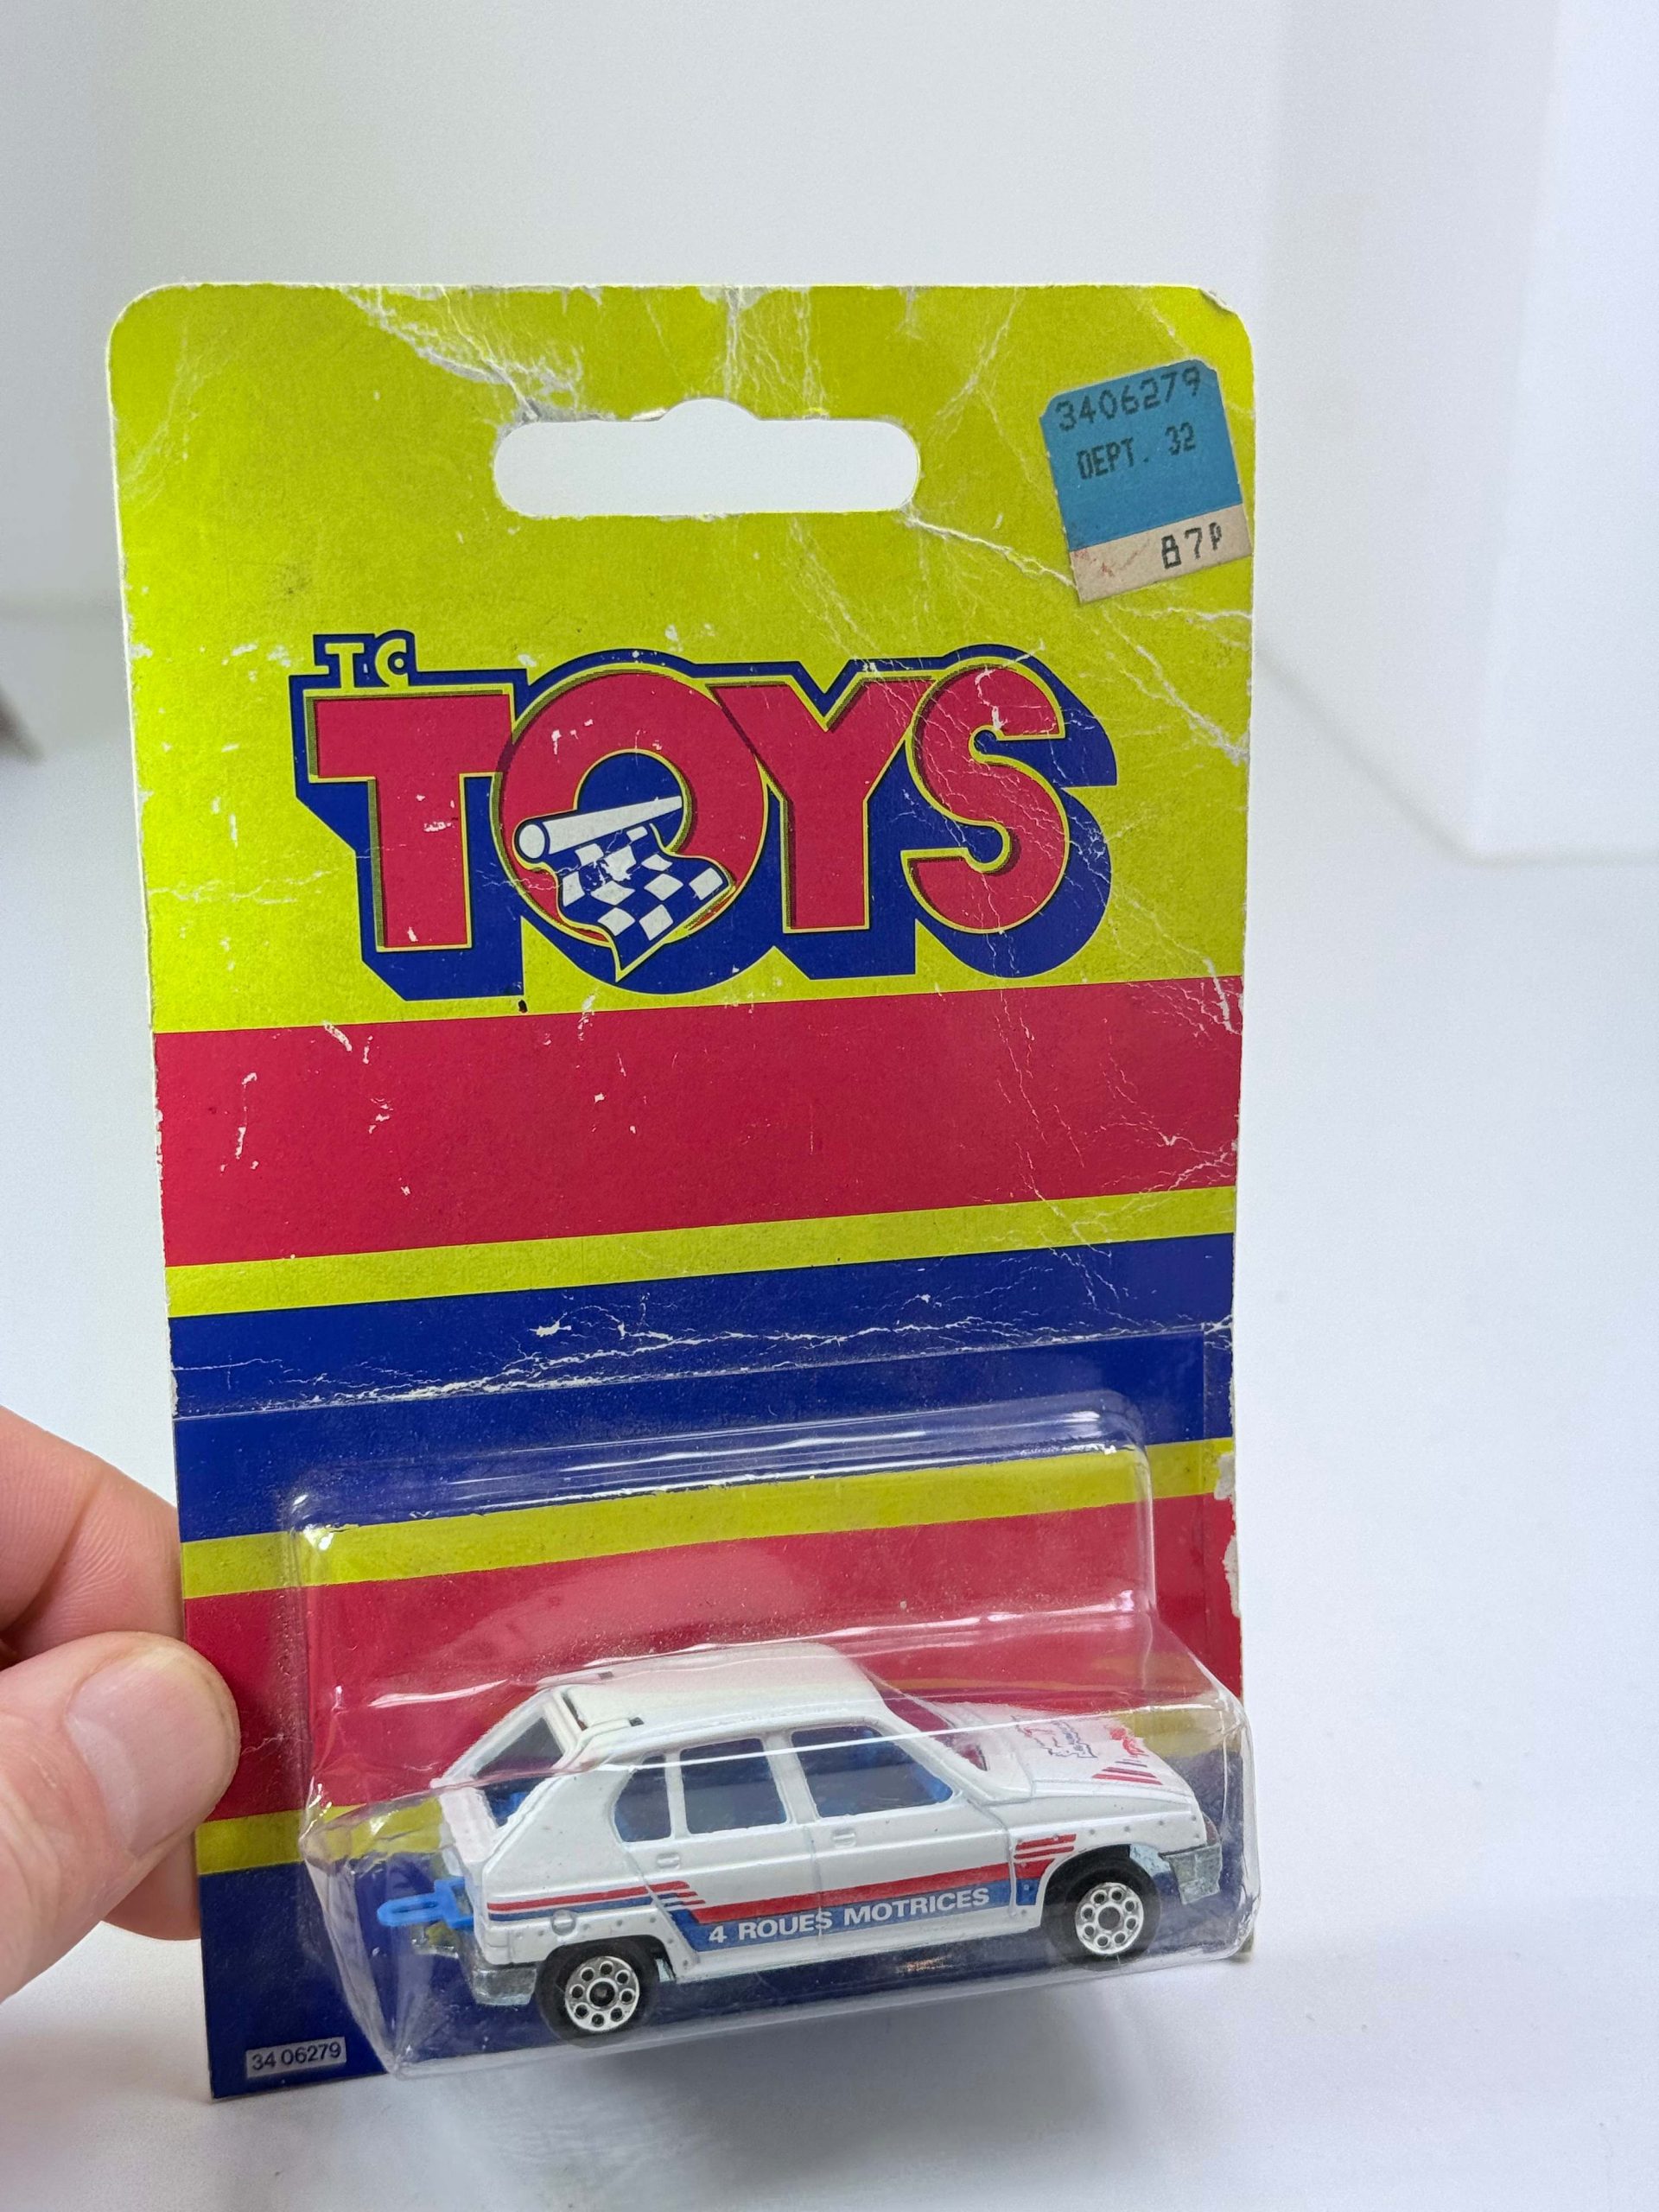 3406279
DEPT. 32
87P
TC
TOYS
4 ROUES MOTRICES
34 06279